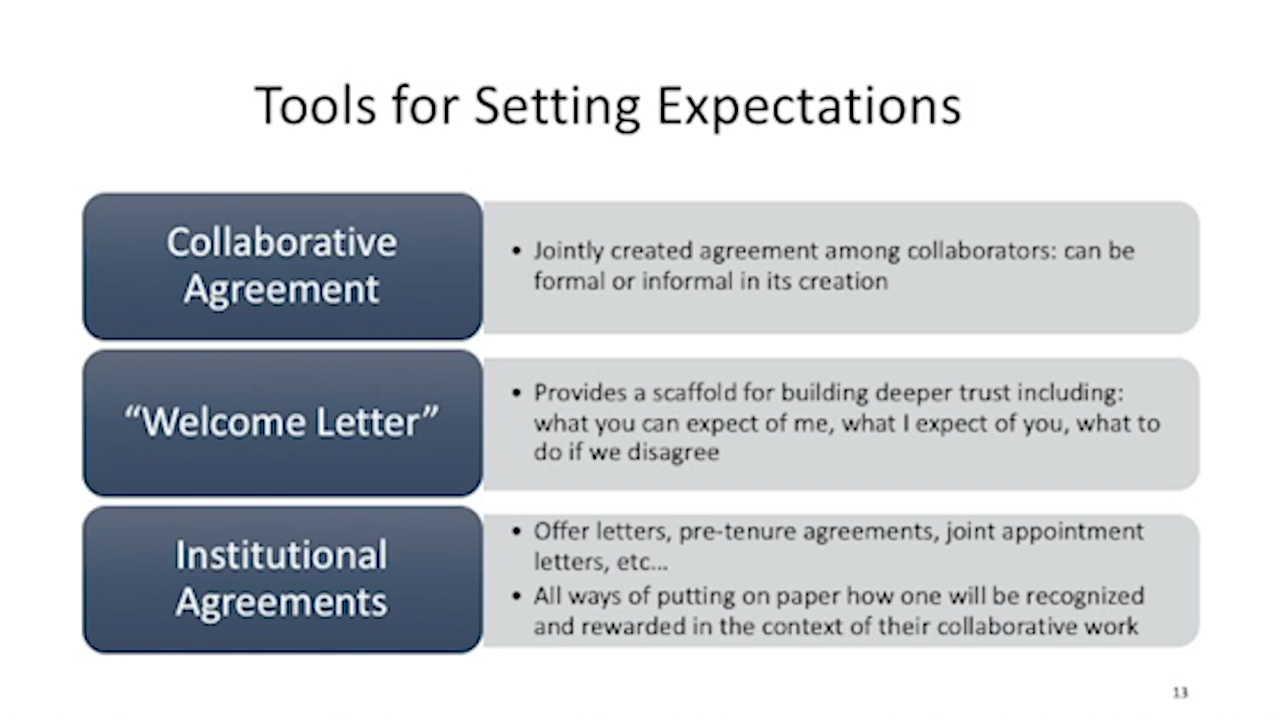 Tools for Setting Expectations
Collaborative
Agreement
• Jointly created agreement among collaborators: can be
formal or informal in its creation
“Welcome Letter”
• Provides a scaffold for building deeper trust including:
what you can expect of me, what I expect of you, what to
do if we disagree
Institutional
Agreements
• Offer letters, pre-tenure agreements, joint appointment
letters, etc…
• All ways of putting on paper how one will be recognized
and rewarded in the context of their collaborative work
13